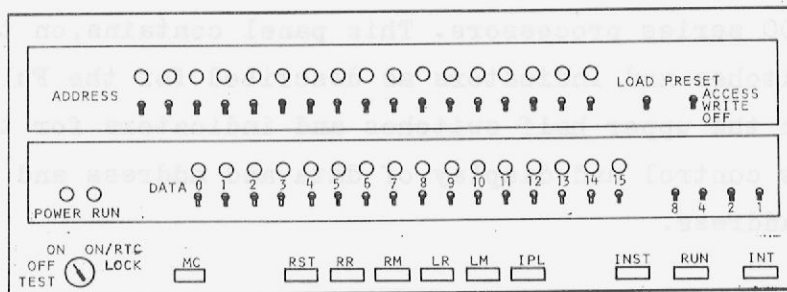 00 series processors. This panel contains,on
LOAD PRESET
ADDRESS
ACCESS
WRITE
OFF
DATA
0 1 2 3 4 5 6 7 8 9 10 11 12 13 14 15
POWER RUN
8 4 2 1
ON ON/RTC
OFF LOCK
TEST
MC RST RR RM LR LM IPL INST RUN INT